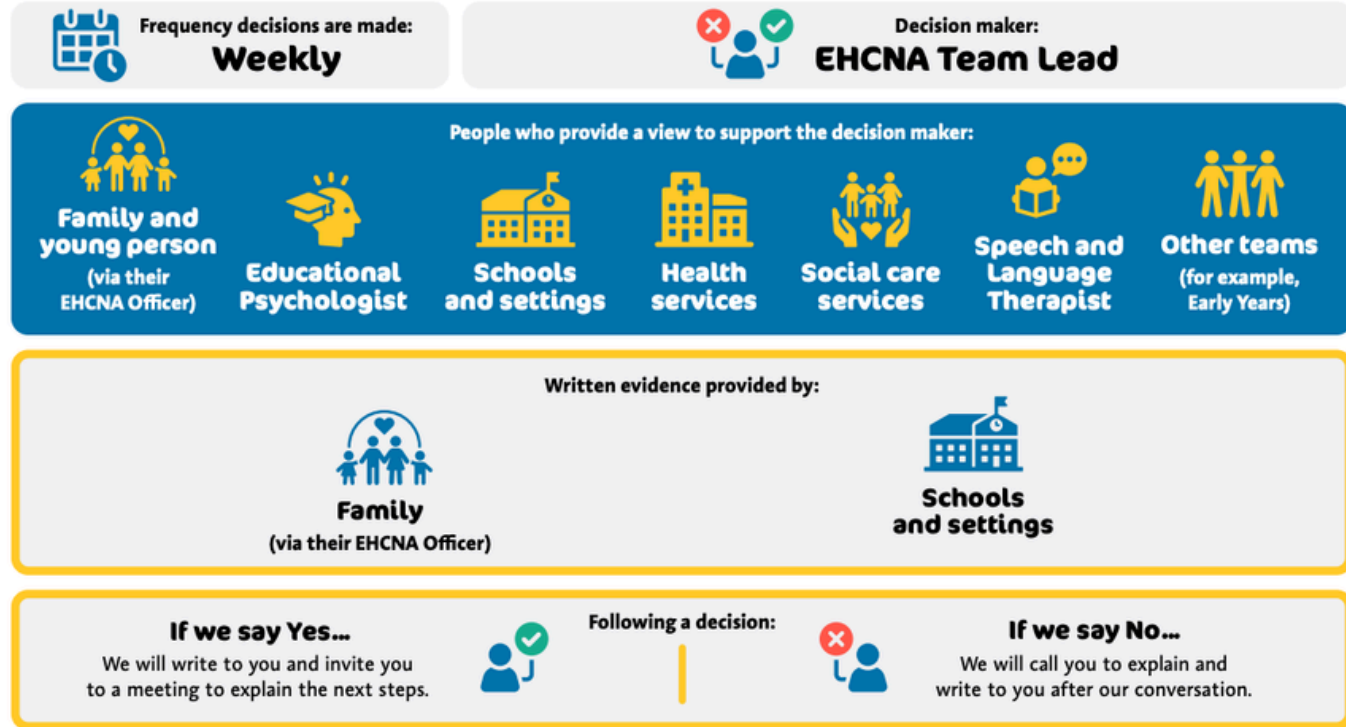 Frequency decisions are made:
Weekly
Decision maker:
EHCNA Team Lead
People who provide a view to support the decision maker:
Family and
young person
(via their
EHCNA Officer)
Educational
Psychologist
Schools
and settings
Health
services
Social care
services
Speech and
Language
Therapist
Other teams
(for example,
Early Years)
Written evidence provided by:
Family
(via their EHCNA Officer)
Schools
and settings
Following a decision:
If we say Yes...
We will write to you and invite you
to a meeting to explain the next steps.
If we say No...
We will call you to explain and
write to you after our conversation.